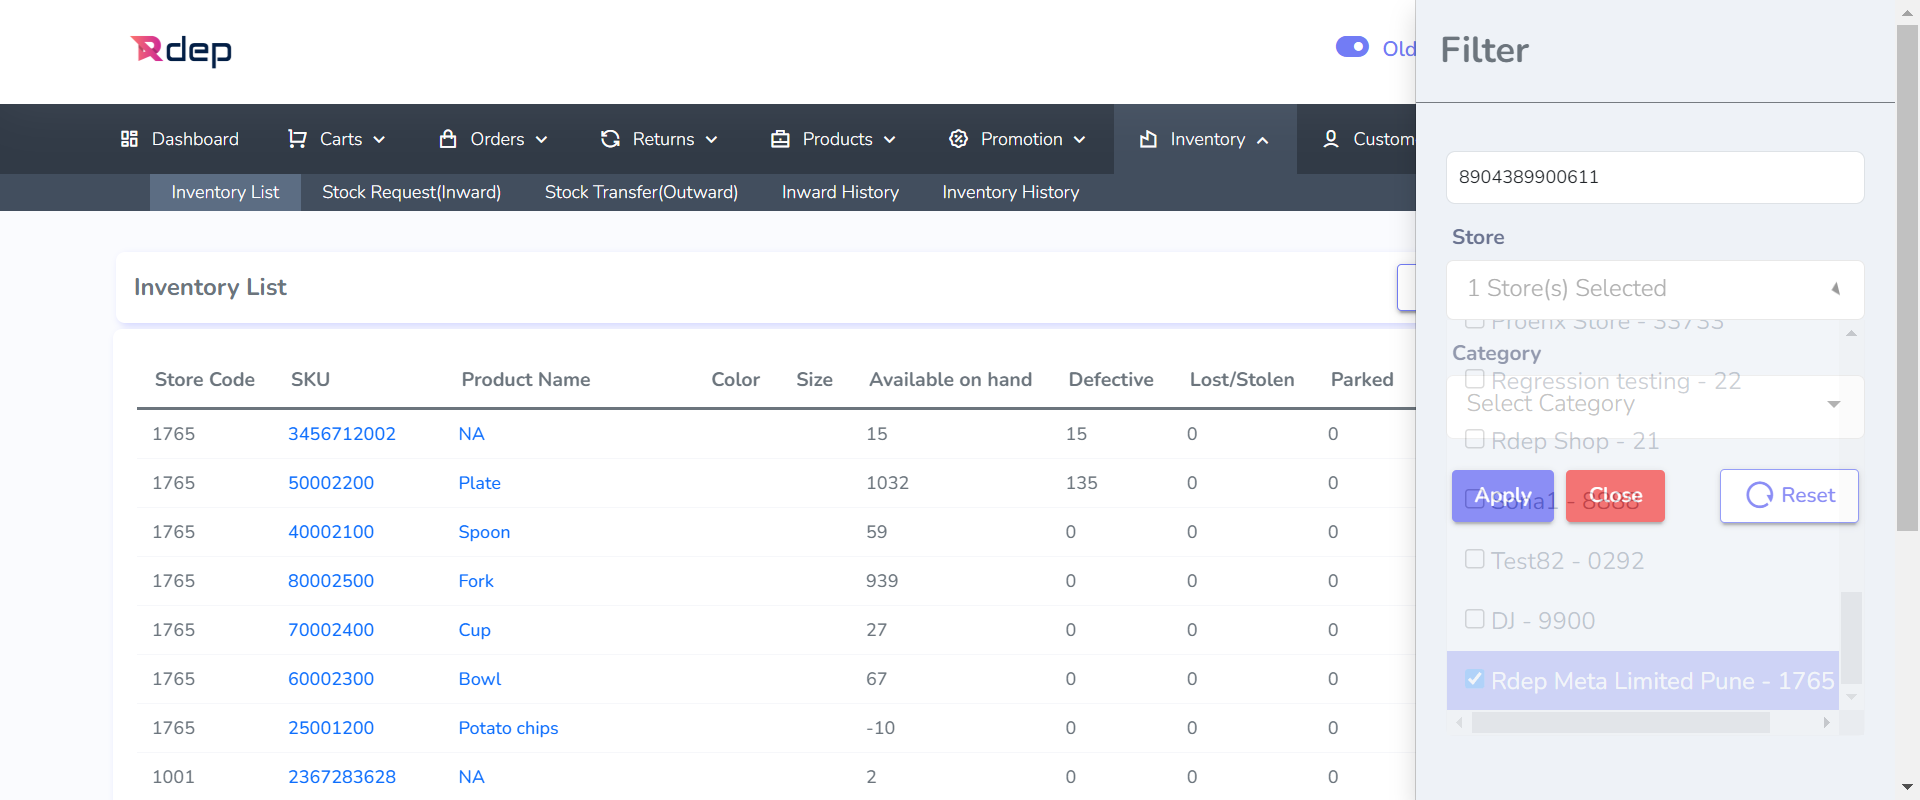 Rdep
Old
Dashboard Carts Orders Returns Products Promotion Inventory Custom
Inventory List Stock Request(Inward) Stock Transfer(Outward) Inward History Inventory History
Inventory List
Store Code SKU Product Name Color Size Available on hand Defective Lost/Stolen Parked
1765 3456712002 NA 15 15 0 0
1765 50002200 Plate 1032 135 0 0
1765 40002100 Spoon 59 0 0 0
1765 80002500 Fork 939 0 0 0
1765 70002400 Cup 27 0 0 0
1765 60002300 Bowl 67 0 0 0
1765 25001200 Potato chips -10 0 0 0
1001 2367283628 NA 2 0 0 0
Filter
8904389900611
Store
1 Store(s) Selected
Proenx Store - 33733
Category
Regression testing - 22
Select Category
Rdep Shop - 21
Apply Close Reset
- 8888
Test82 - 0292
DJ - 9900
Rdep Meta Limited Pune - 1765